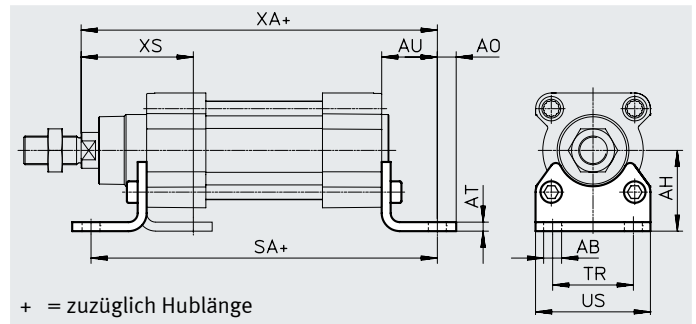 XA+
XS
AU
AO
AH
AT
SA+
AB
TR
US
+ = zuzüglich Hublänge